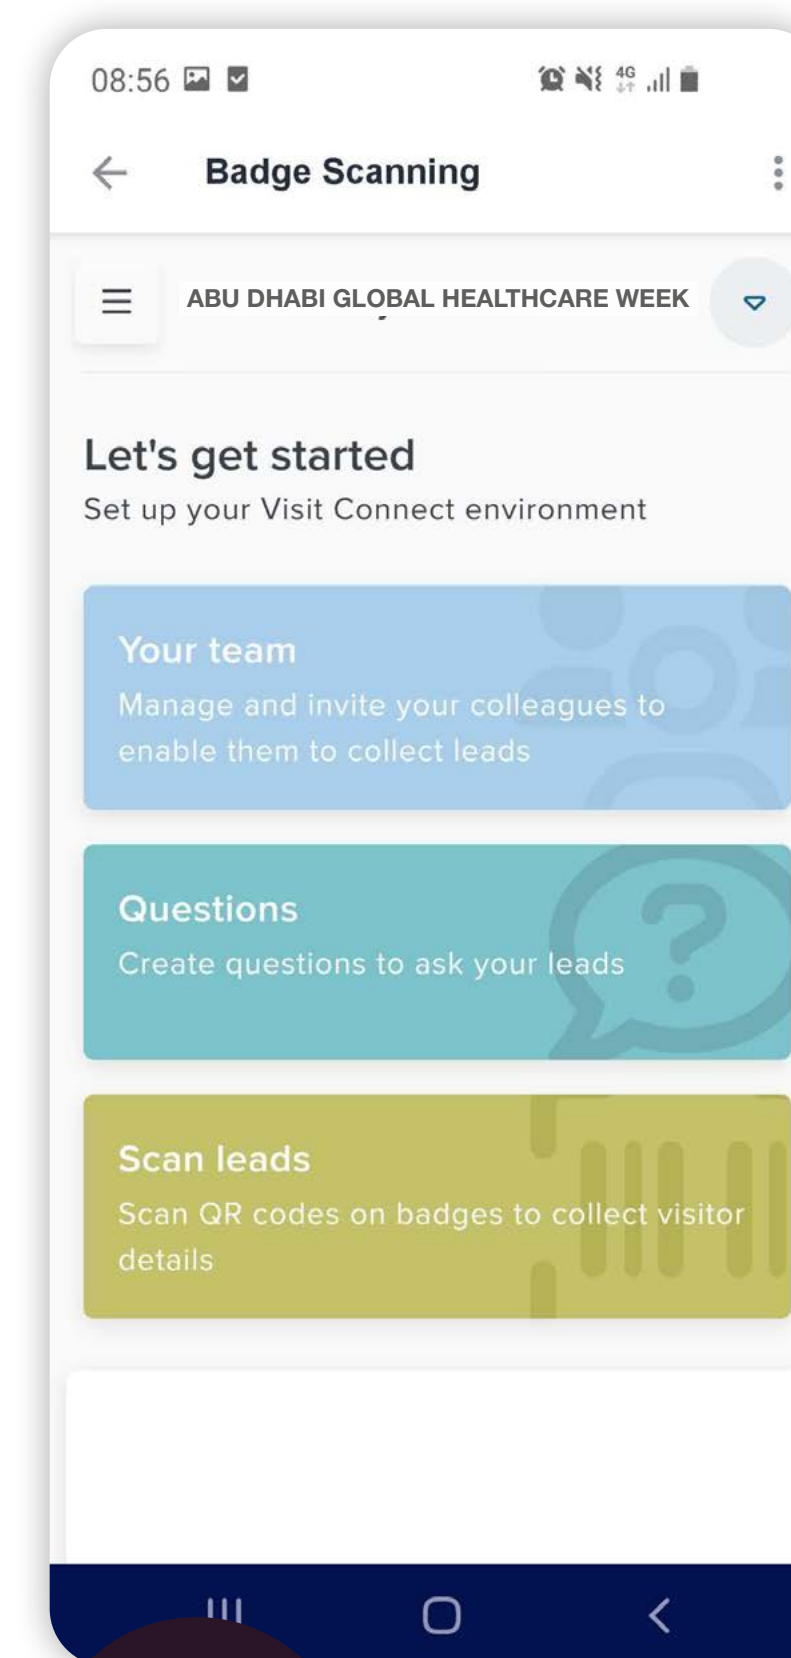 08:56
4G
Badge Scanning
ABU DHABI GLOBAL HEALTHCARE WEEK
Let's get started
Set up your Visit Connect environment
Your team
Manage and invite your colleagues to
enable them to collect leads
Questions
Create questions to ask your leads
Scan leads
Scan QR codes on badges to collect visitor
details